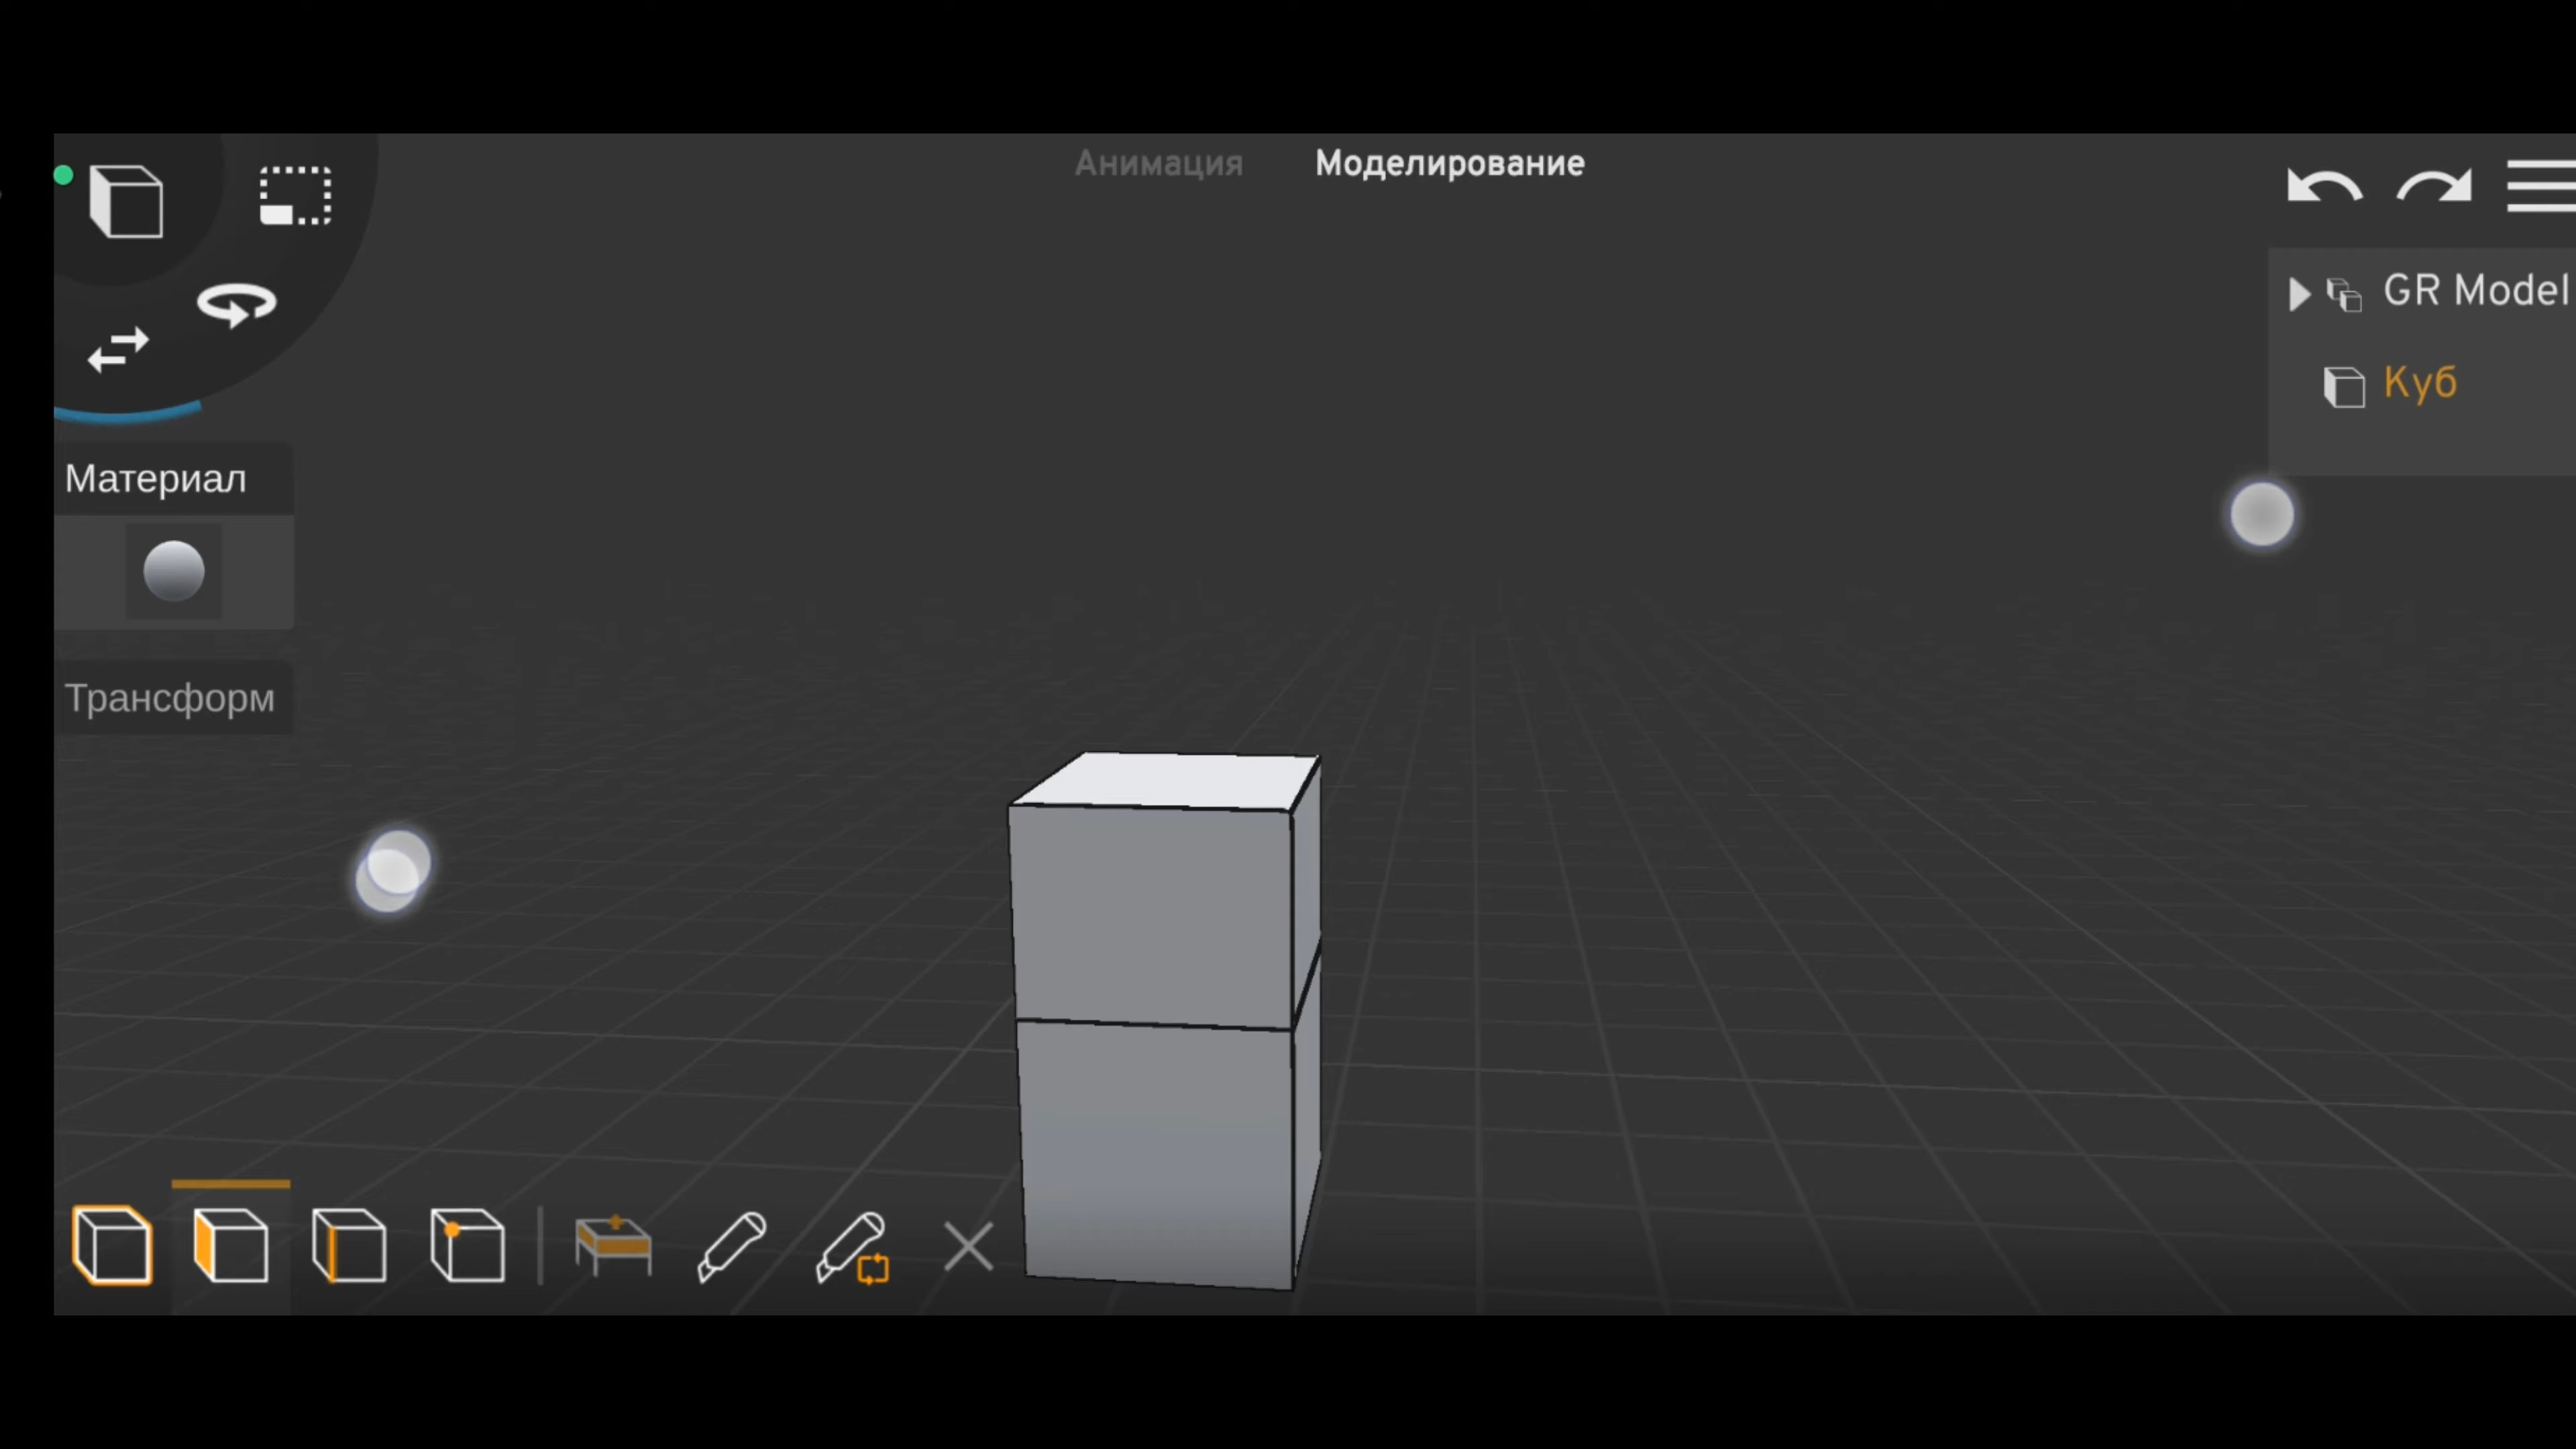 Анимация
Моделирование
GR Model
Куб
Материал
Трансформ